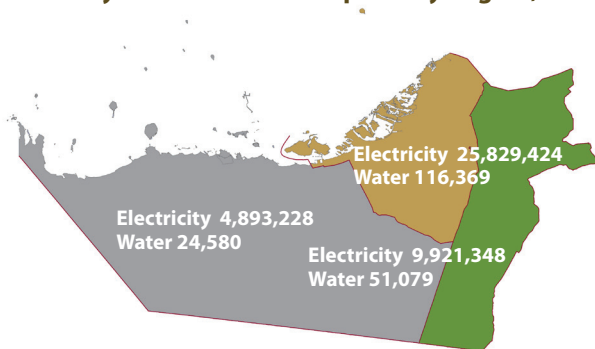 Electricity 25,829,424
Water 116,369
Electricity 4,893,228
Water 24,580
Electricity 9,921,348
Water 51,079